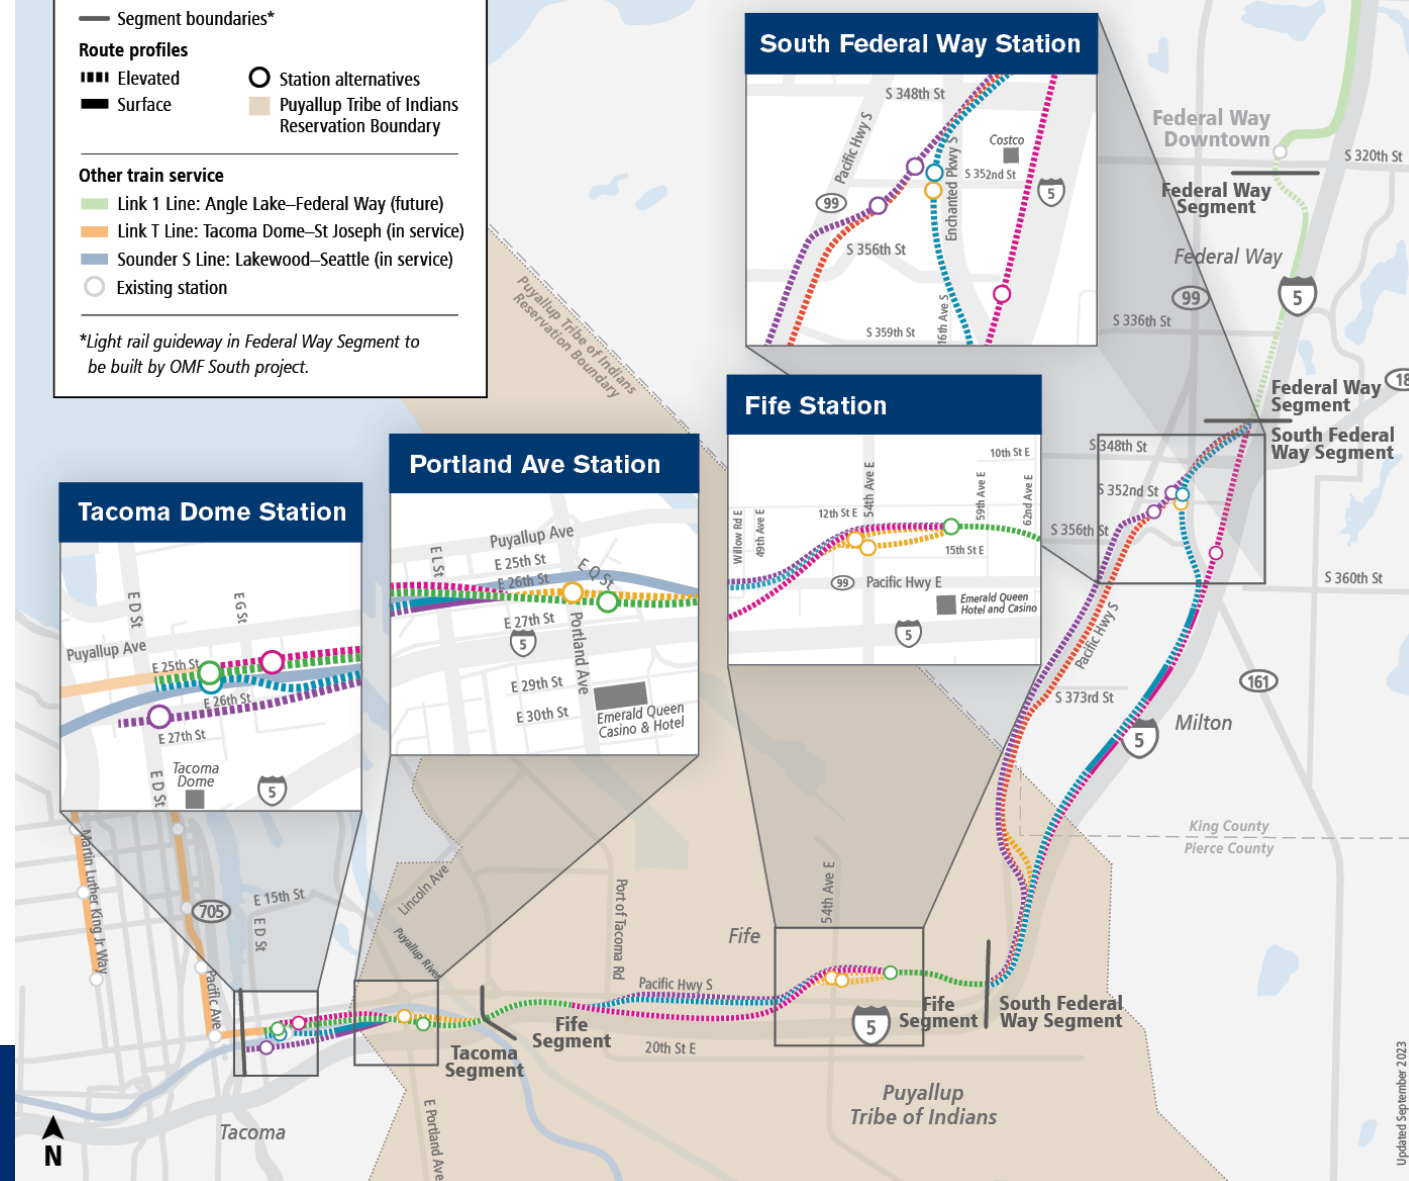 Segment boundaries*
Route profiles
Elevated
Station alternatives
Surface
Puyallup Tribe of Indians
Reservation Boundary
Other train service
Link 1 Line: Angle Lake–Federal Way (future)
Link T Line: Tacoma Dome–St Joseph (in service)
Sounder S Line: Lakewood–Seattle (in service)
Existing station
*Light rail guideway in Federal Way Segment to
be built by OMF South project.
South Federal Way Station
S 348th St
Pacific Hwy S
Costco
Enchanted Pkwy S
S 352nd St
99
5
S 356th St
16th Ave S
S 359th St
Federal Way
Downtown
S 320th St
Federal Way
Segment
Federal Way
99
5
S 336th St
18
Federal Way
Segment
South Federal
Way Segment
S 348th St
S 352nd St
S 356th St
S 360th St
Pacific Hwy S
S 373rd St
161
Milton
5
King County
Pierce County
Puyallup Tribe of Indians
Reservation Boundary
Fife Station
10th St E
54th Ave E
59th Ave E
62nd Ave E
12th St E
Willow Rd E
49th Ave E
15th St E
99
Pacific Hwy E
Emerald Queen
Hotel and Casino
5
Portland Ave Station
Puyallup Ave
E L St
E 25th St
E Q St
E 26th St
E 27th St
5
Portland Ave
E 29th St
E 30th St
Emerald Queen
Casino & Hotel
Tacoma Dome Station
E D St
E G St
Puyallup Ave
E 25th St
E 26th St
E 27th St
Tacoma
Dome
E D St
5
Martin Luther King Jr Way
705
E 15th St
E D St
Pacific Ave
Lincoln Ave
Puyallup River
Port of Tacoma Rd
54th Ave E
Fife
Pacific Hwy S
5
Fife
Segment
South Federal
Way Segment
Fife
Segment
20th St E
Tacoma
Segment
Puyallup
Tribe of Indians
E Portland Ave
Tacoma
N
Updated September 2023